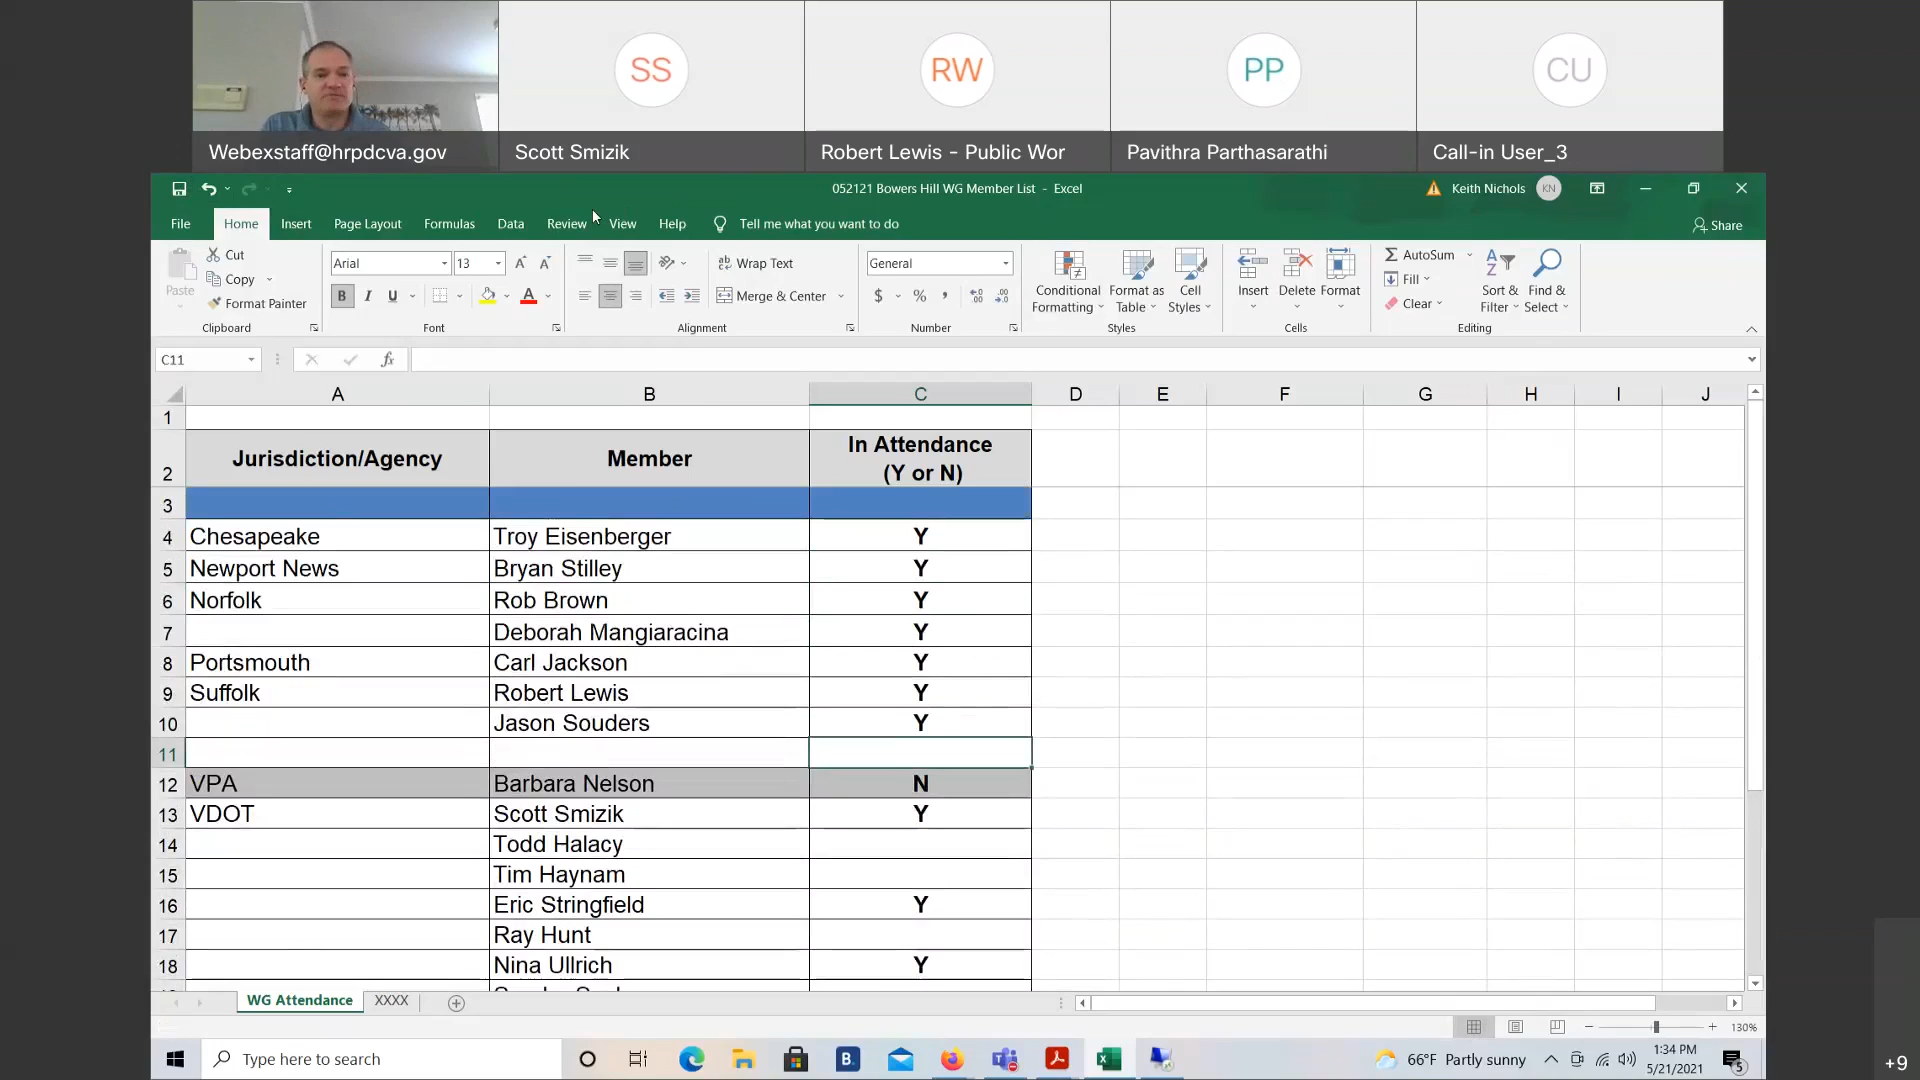 SS
RW
PP
CU
Webexstaff@hrpdcva.gov
Scott Smizik
Robert Lewis - Public Wor
Pavithra Parthasarathi
Call-in User_3
052121 Bowers Hill WG Member List - Excel
Keith Nichols
KN
File
Home
Insert
Page Layout
Formulas
Data
Review
View
Help
Tell me what you want to do
Share
Paste
Cut
Copy
Format Painter
Clipboard
Arial
13
B I U
Font
Wrap Text
Merge & Center
Alignment
General
$ % ,
Number
Conditional
Formatting
Format as
Table
Cell
Styles
Styles
Insert
Delete
Format
Cells
AutoSum
Fill
Clear
Sort &
Filter
Find &
Select
Editing
C11
fx
A B C D E F G H I J
1
2 Jurisdiction/Agency Member In Attendance
(Y or N)
3
4 Chesapeake Troy Eisenberger Y
5 Newport News Bryan Stilley Y
6 Norfolk Rob Brown Y
7 Deborah Mangiaracina Y
8 Portsmouth Carl Jackson Y
9 Suffolk Robert Lewis Y
10 Jason Souders Y
11
12 VPA Barbara Nelson N
13 VDOT Scott Smizik Y
14 Todd Halacy
15 Tim Haynam
16 Eric Stringfield Y
17 Ray Hunt
18 Nina Ullrich Y
WG Attendance
XXXX
130%
Type here to search
B.
66°F Partly sunny
1:34 PM
5/21/2021
5
+9